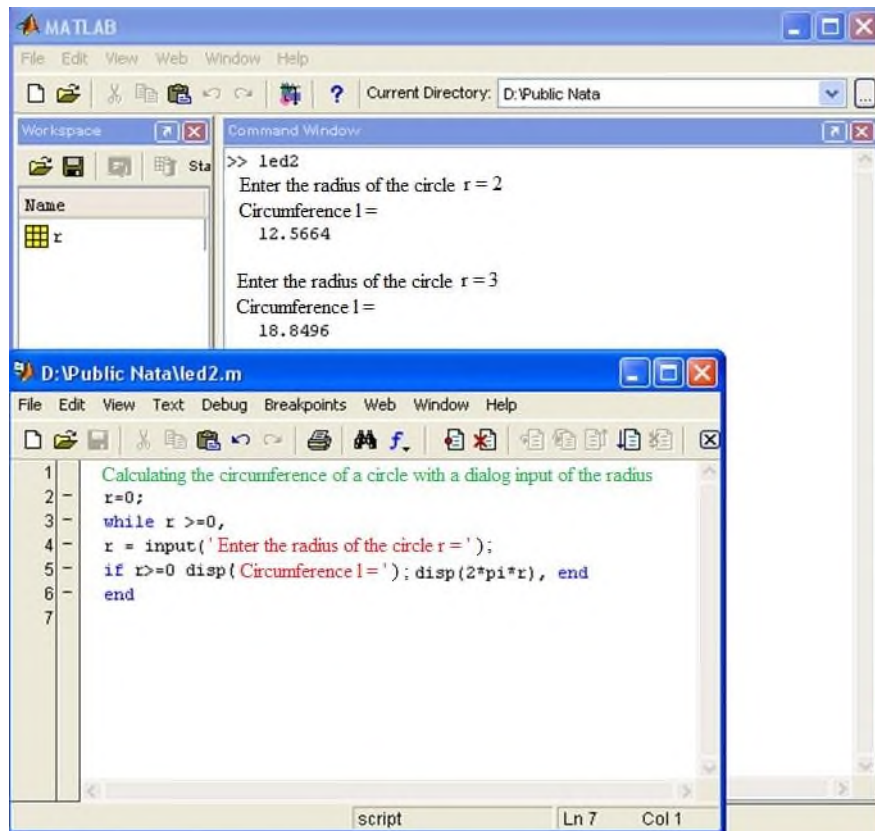 MATLAB
File Edit View Web Window Help
? Current Directory: D:\Public Nata ...
Workspace
Sta
Name
r
Command Window
>> led2
Enter the radius of the circle r = 2
Circumference l =
12.5664
Enter the radius of the circle r = 3
Circumference l =
18.8496
D:\Public Nata\led2.m
File Edit View Text Debug Breakpoints Web Window Help
1 Calculating the circumference of a circle with a dialog input of the radius
2 - r=0;
3 - while r >=0,
4 - r = input(' Enter the radius of the circle r = ');
5 - if r>=0 disp( Circumference l = '); disp(2*pi*r), end
6 - end
7
script Ln 7 Col 1